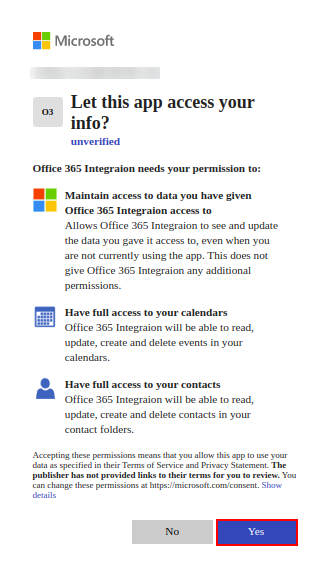 Microsoft
O3
Let this app access your
info?
unverified
Office 365 Integraion needs your permission to:
Maintain access to data you have given
Office 365 Integraion access to
Allows Office 365 Integraion to see and update
the data you gave it access to, even when you
are not currently using the app. This does not
give Office 365 Integraion any additional
permissions.
Have full access to your calendars
Office 365 Integraion will be able to read,
update, create and delete events in your
calendars.
Have full access to your contacts
Office 365 Integraion will be able to read,
update, create and delete contacts in your
contact folders.
Accepting these permissions means that you allow this app to use your
data as specified in their Terms of Service and Privacy Statement. The
publisher has not provided links to their terms for you to review. You
can change these permissions at https://microsoft.com/consent. Show
details
No
Yes